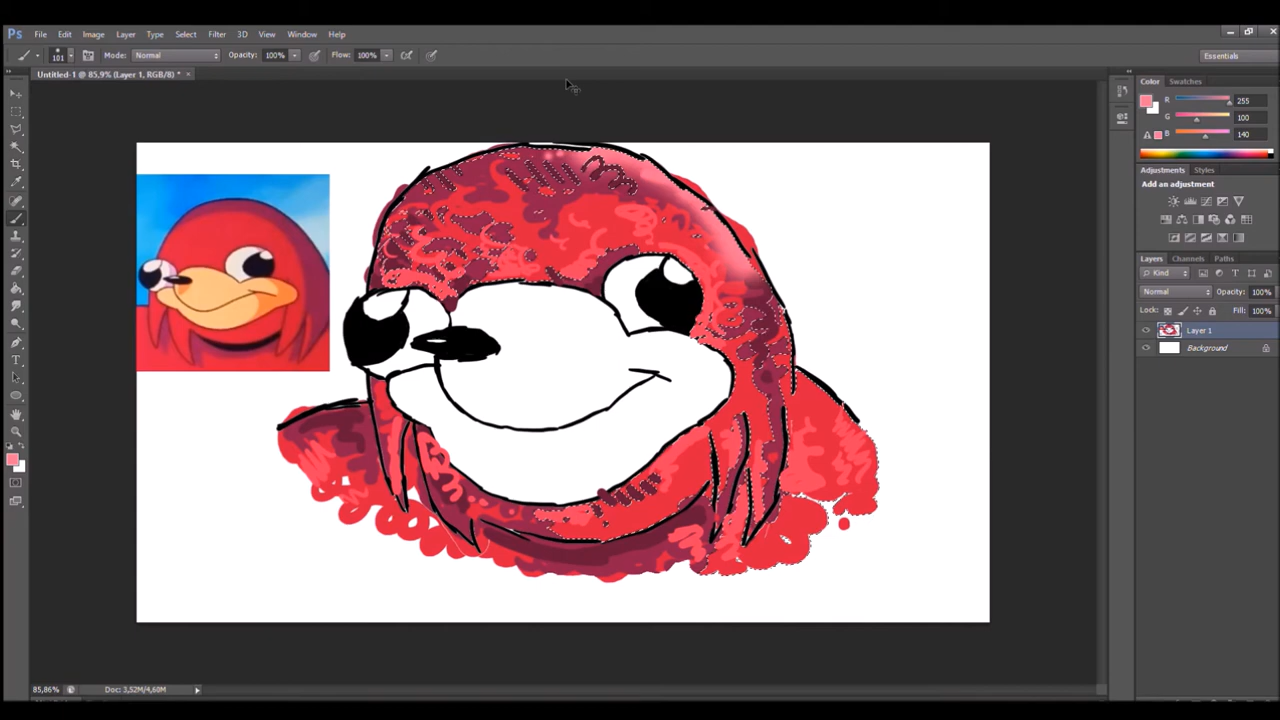 Ps File Edit Image Layer Type Select Filter 3D View Window Help
101 Mode: Normal Opacity: 100% Flow: 100% Essentials
Untitled-1 @ 85,9% (Layer 1, RGB/8) * ×
Color Swatches
R 255
G 100
B 140
Adjustments Styles
Add an adjustment
Layers Channels Paths
Kind
Normal Opacity: 100%
Lock: Fill: 100%
Layer 1
Background
85,86% Doc: 3,52M/4,60M